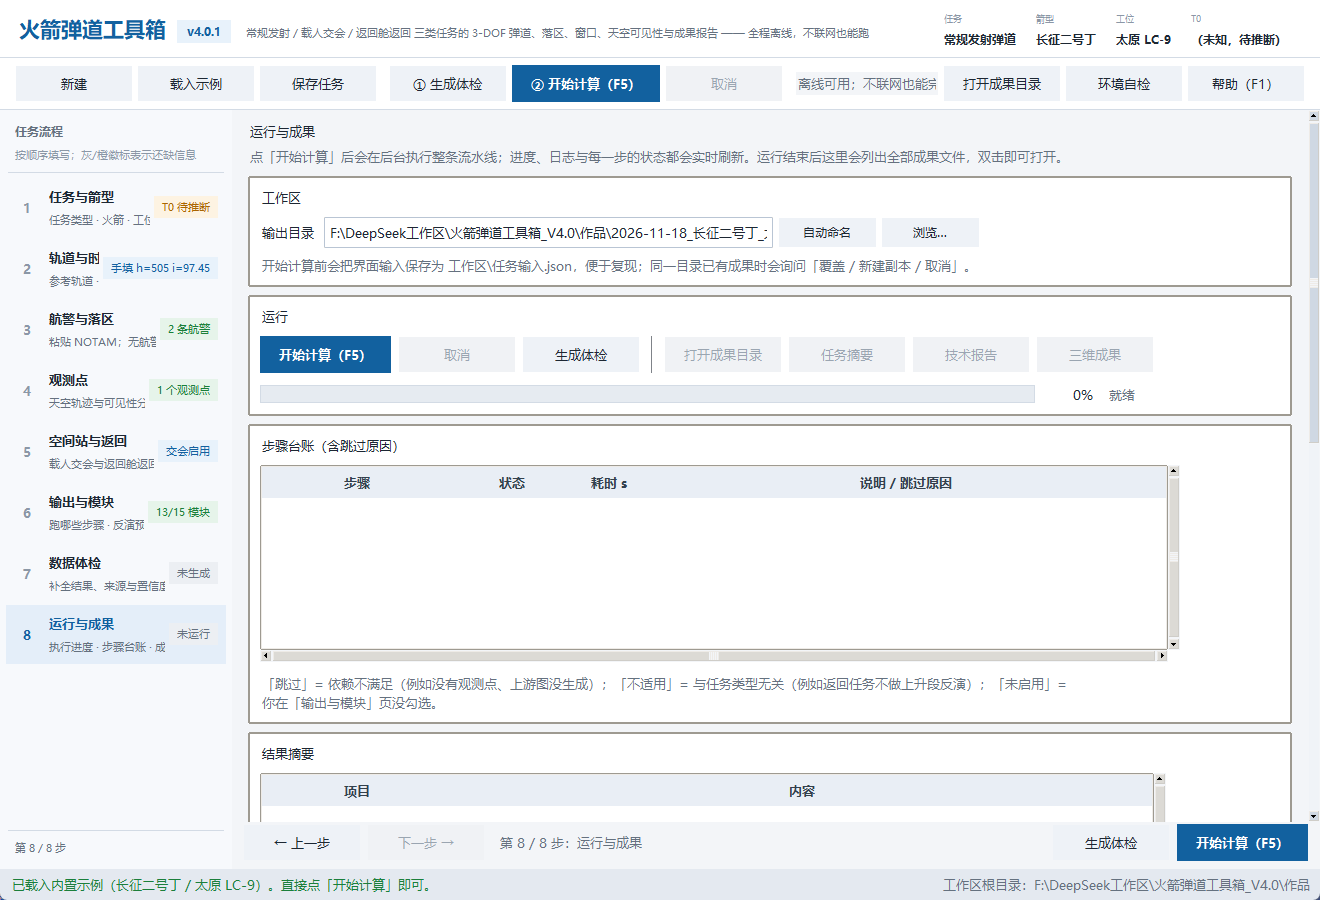 火箭弹道工具箱 v4.0.1 常规发射 / 载人交会 / 返回舱返回 三类任务的 3-DOF 弹道、落区、窗口、天空可见性与成果报告 —— 全程离线，不联网也能跑
任务 箭型 工位 T0
常规发射弹道 长征二号丁 太原 LC-9 （未知，待推断）
新建 载入示例 保存任务 ① 生成体检 ② 开始计算（F5） 取消 离线可用；不联网也能 打开成果目录 环境自检 帮助（F1）
任务流程
按顺序填写；灰/橙徽标表示还缺信息
1 任务与箭型 T0 待推断
任务类型 · 火箭 · 工位
2 轨道与时 手填 h=505 i=97.45
参考轨道 ·
3 航警与落区 2 条航警
粘贴 NOTAM；无航警
4 观测点 1 个观测点
天空轨迹与可见性分
5 空间站与返回 交会启用
载人交会与返回舱返回
6 输出与模块 13/15 模块
跑哪些步骤 · 反演预
7 数据体检 未生成
补全结果、来源与置信度
8 运行与成果 未运行
执行进度 · 步骤台账 · 成
第 8 / 8 步
运行与成果
点「开始计算」后会在后台执行整条流水线；进度、日志与每一步的状态都会实时刷新。运行结束后这里会列出全部成果文件，双击即可打开。
工作区
输出目录 F:\DeepSeek工作区\火箭弹道工具箱_V4.0\作品\2026-11-18_长征二号丁_ 自动命名 浏览...
开始计算前会把界面输入保存为 工作区\任务输入.json，便于复现；同一目录已有成果时会询问「覆盖 / 新建副本 / 取消」。
运行
开始计算（F5） 取消 生成体检 打开成果目录 任务摘要 技术报告 三维成果
0% 就绪
步骤台账（含跳过原因）
步骤 状态 耗时 s 说明 / 跳过原因
「跳过」= 依赖不满足（例如没有观测点、上游图没生成）；「不适用」= 与任务类型无关（例如返回任务不做上升段反演）；「未启用」=
你在「输出与模块」页没勾选。
结果摘要
项目 内容
← 上一步 下一步 → 第 8 / 8 步：运行与成果 生成体检 开始计算（F5）
已载入内置示例（长征二号丁 / 太原 LC-9）。直接点「开始计算」即可。 工作区根目录：F:\DeepSeek工作区\火箭弹道工具箱_V4.0\作品